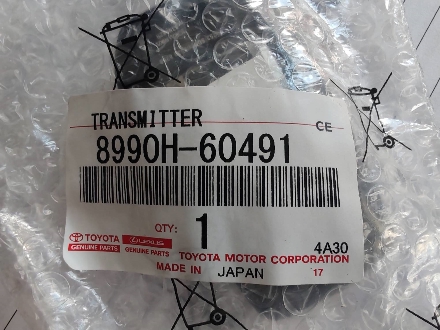 TRANSMITTER
CE
8990H-60491
QTY:
1
4A30
TOYOTA
LEXUS
GENUINE PARTS
GENUINE PARTS
TOYOTA MOTOR CORPORATION
MADE IN JAPAN
'17